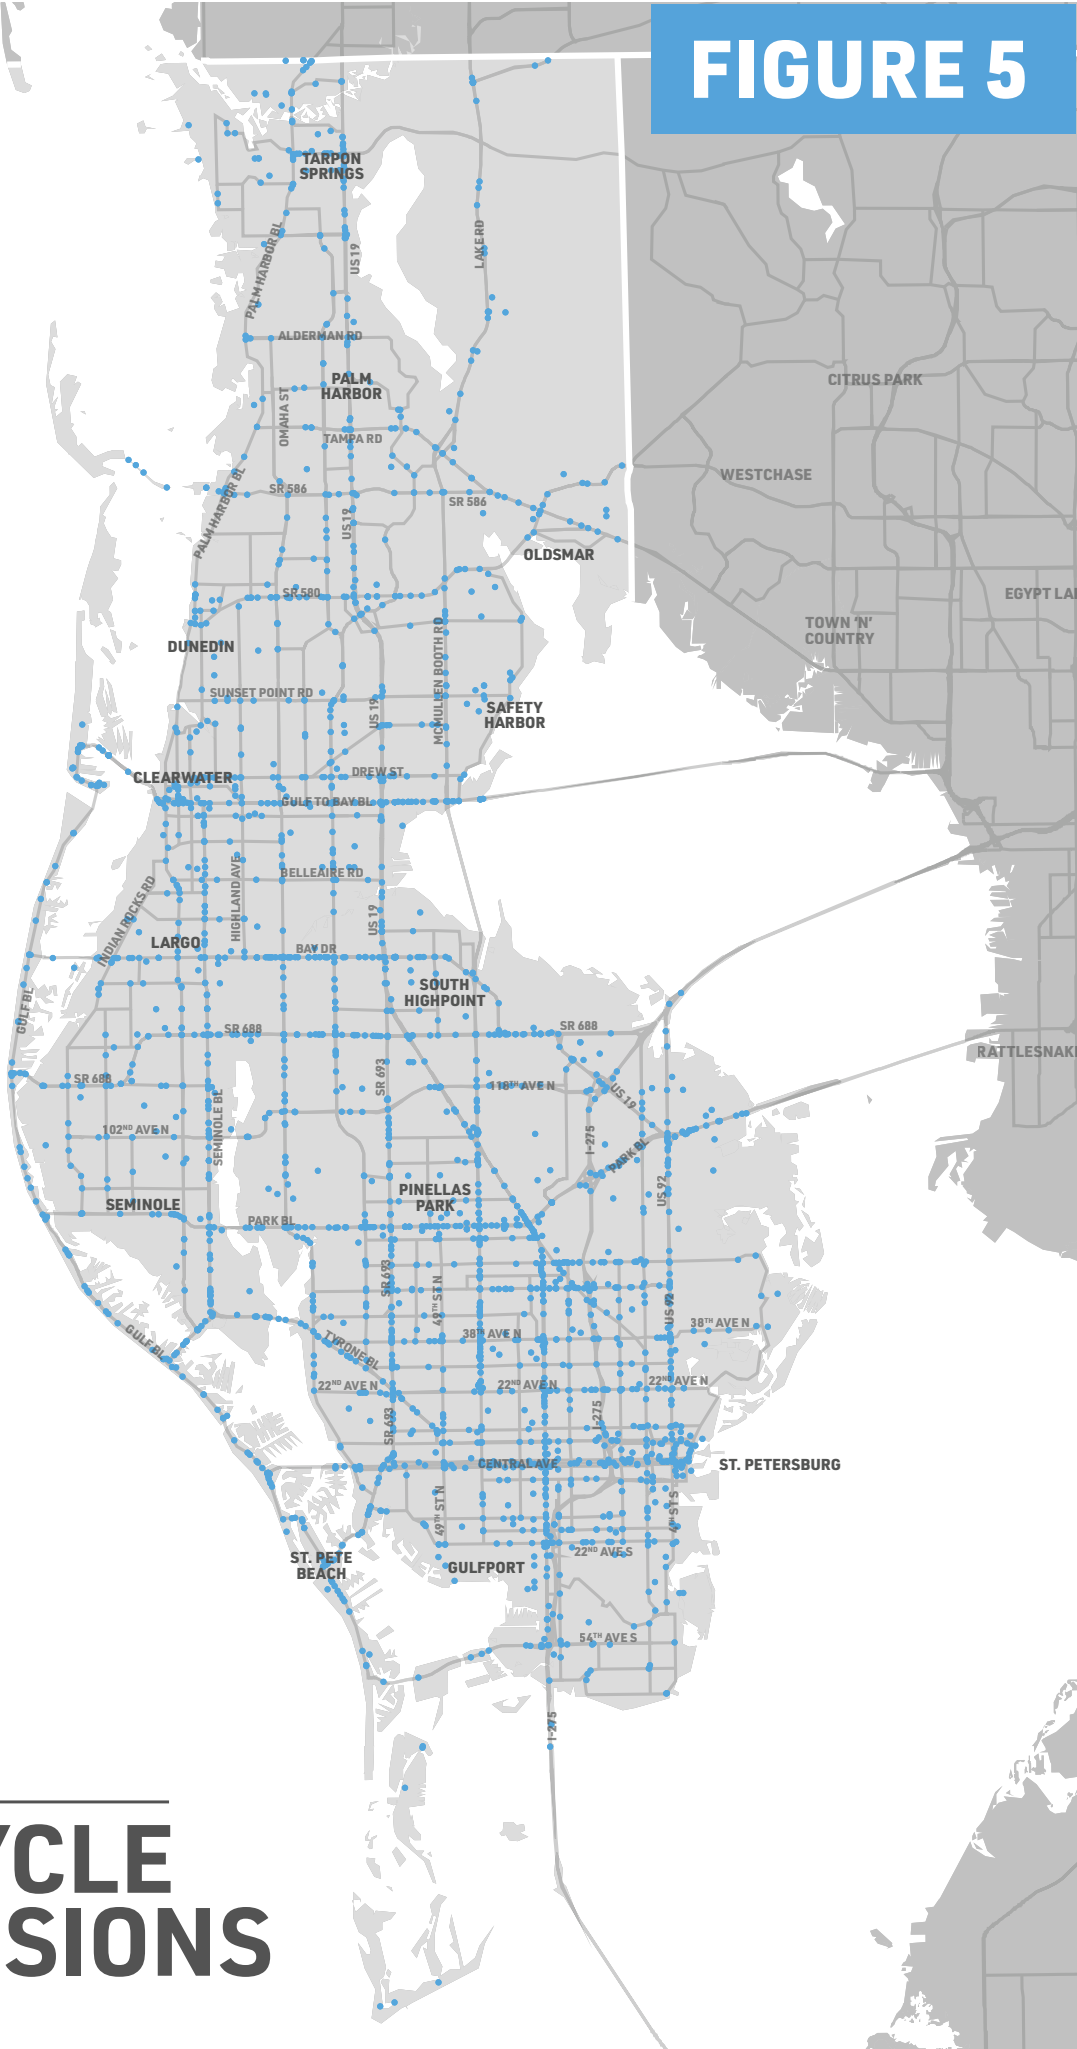 FIGURE 5
TARPON
SPRINGS
PALM HARBOR BL
US 19
LAKE RD
ALDERMAN RD
PALM
HARBOR
CITRUS PARK
OMAHA ST
TAMPA RD
WESTCHASE
SR 586
SR 586
PALM HARBOR BL
US 19
OLDSMAR
SR 580
EGYPT LA
TOWN 'N'
COUNTRY
DUNEDIN
MCMULLEN BOOTH RD
SUNSET POINT RD
US 19
SAFETY
HARBOR
CLEARWATER
DREW ST
GULF TO BAY BL
BELLEAIRE RD
HIGHLAND AVE
INDIAN ROCKS RD
US 19
LARGO
BAY DR
SOUTH
HIGHPOINT
GULF BL
SR 688
SR 688
RATTLESNAK
SR 688
SR 693
118TH AVE N
US 19
SEMINOLE BL
102ND AVE N
I-275
PARK BL
US 92
SEMINOLE
PINELLAS
PARK
PARK BL
SR 693
49TH ST N
US 92
GULF BL
TYRONE BL
38TH AVE N
38TH AVE N
22ND AVE N
22ND AVE N
22ND AVE N
SR 693
I-275
CENTRAL AVE
ST. PETERSBURG
49TH ST N
4TH ST S
ST. PETE
BEACH
GULFPORT
22ND AVE S
54TH AVE S
I-275
YCLE
SIONS